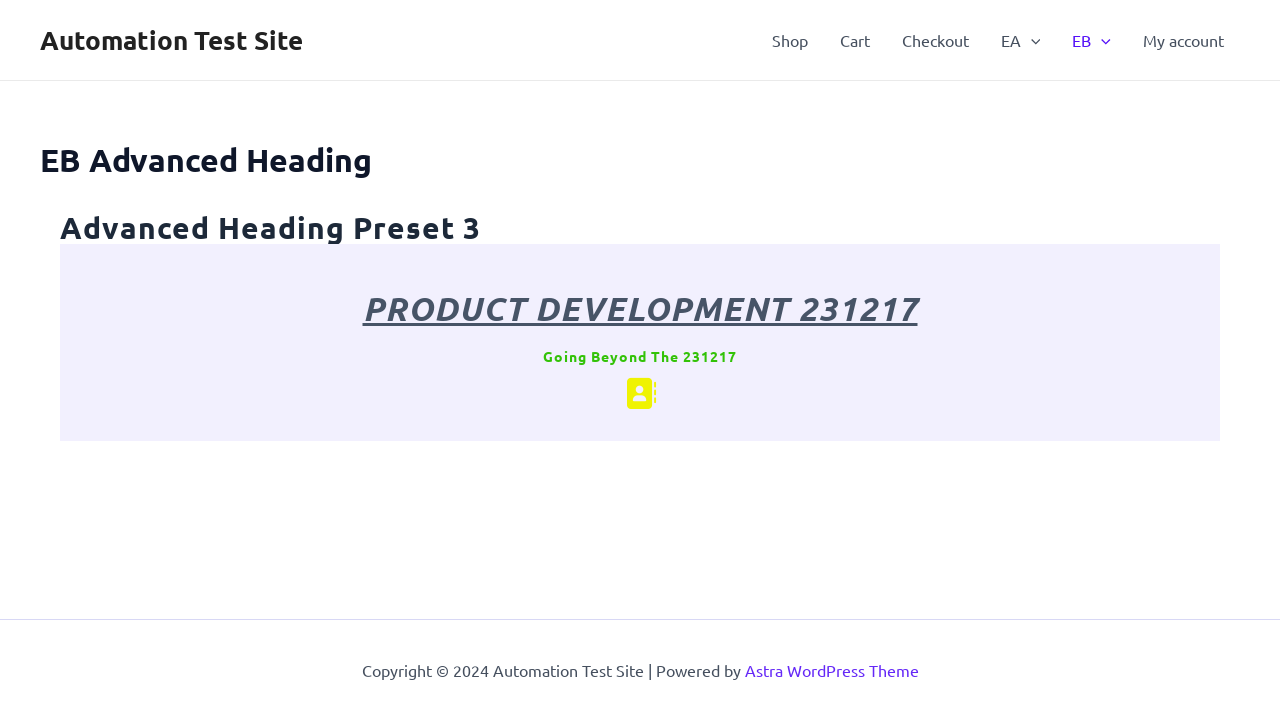 Automation Test Site
Shop Cart Checkout EA EB My account
EB Advanced Heading
Advanced Heading Preset 3
PRODUCT DEVELOPMENT 231217
Going Beyond The 231217
Copyright © 2024 Automation Test Site | Powered by Astra WordPress Theme